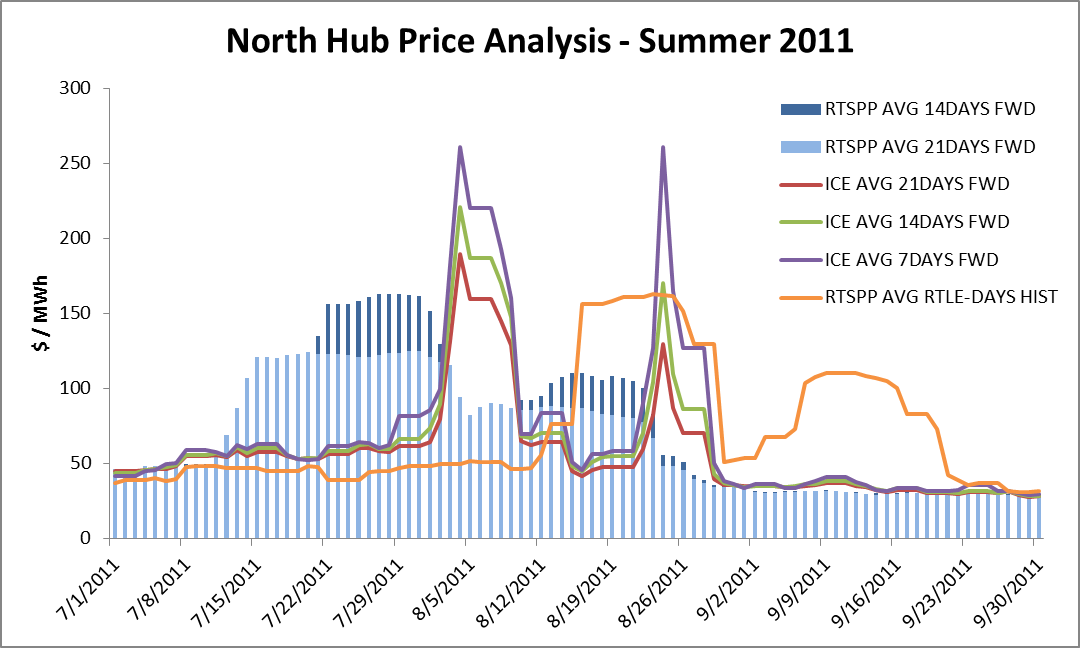 North Hub Price Analysis - Summer 2011
300
250
200
150
100
50
0
$ / MWh
RTSPP AVG 14DAYS FWD
RTSPP AVG 21DAYS FWD
ICE AVG 21DAYS FWD
ICE AVG 14DAYS FWD
ICE AVG 7DAYS FWD
RTSPP AVG RTLE-DAYS HIST
7/1/2011
7/8/2011
7/15/2011
7/22/2011
7/29/2011
8/5/2011
8/12/2011
8/19/2011
8/26/2011
9/2/2011
9/9/2011
9/16/2011
9/23/2011
9/30/2011